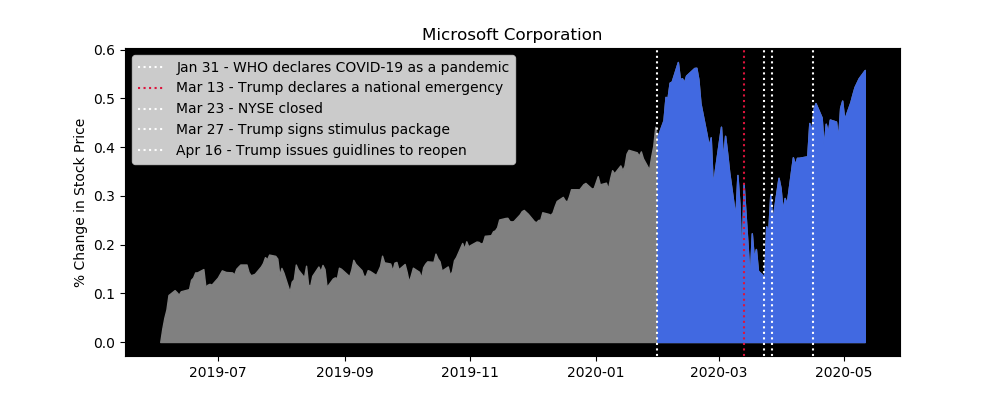 Microsoft Corporation
Jan 31 - WHO declares COVID-19 as a pandemic
Mar 13 - Trump declares a national emergency
Mar 23 - NYSE closed
Mar 27 - Trump signs stimulus package
Apr 16 - Trump issues guidlines to reopen
% Change in Stock Price
0.6
0.5
0.4
0.3
0.2
0.1
0.0
2019-07 2019-09 2019-11 2020-01 2020-03 2020-05